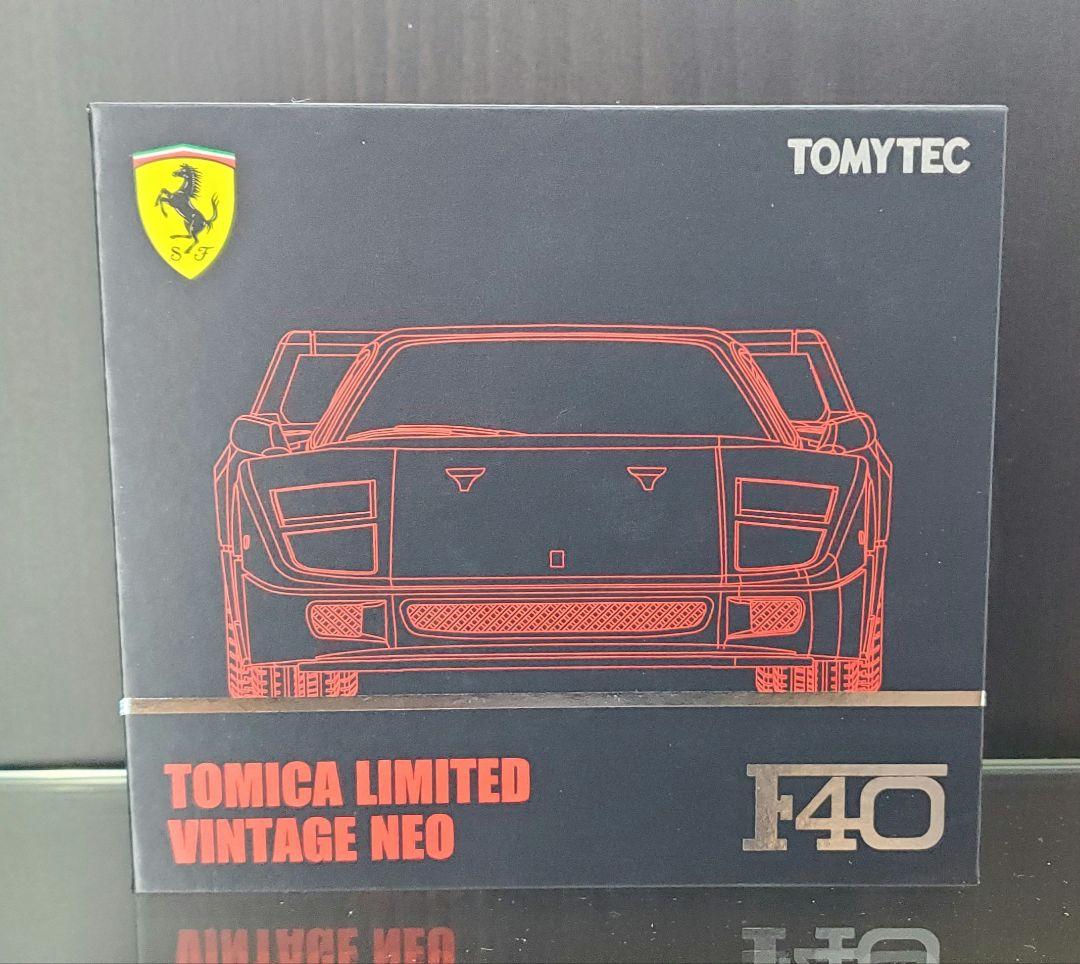 TOMYTEC
S F
TOMICA LIMITED
VINTAGE NEO
F40